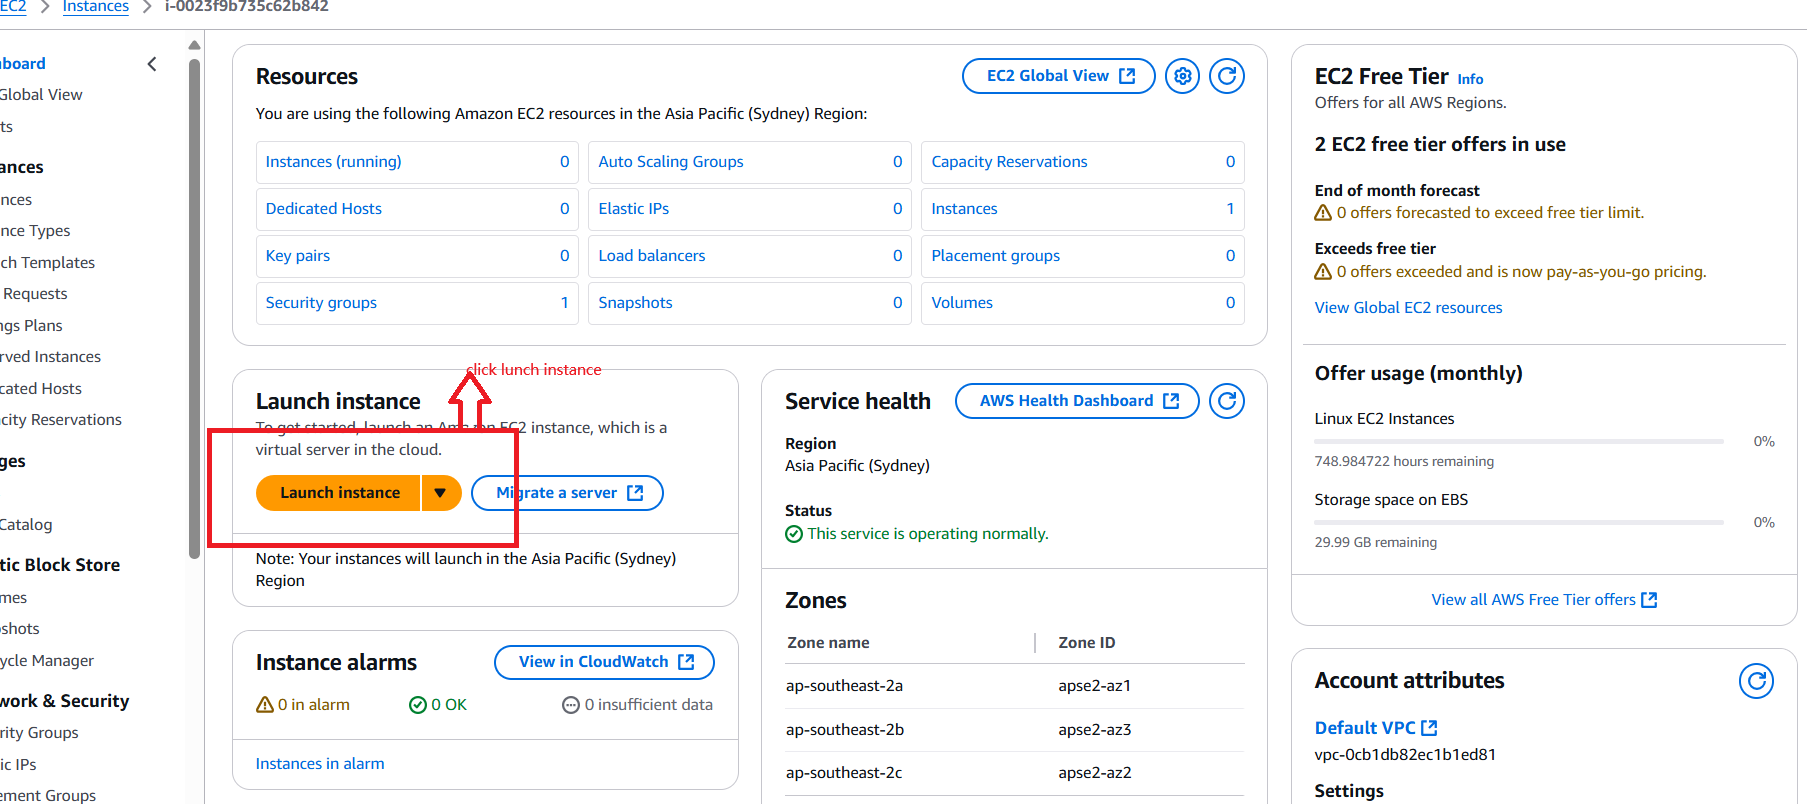 EC2 > Instances > i-0023f9b735c62b842
board
Global View
ts
ances
nces
nce Types
ch Templates
Requests
ngs Plans
rved Instances
cated Hosts
city Reservations
ges
Catalog
tic Block Store
mes
shots
ycle Manager
work & Security
rity Groups
ic IPs
ement Groups
Resources
EC2 Global View
You are using the following Amazon EC2 resources in the Asia Pacific (Sydney) Region:
Instances (running) 0
Auto Scaling Groups 0
Capacity Reservations 0
Dedicated Hosts 0
Elastic IPs 0
Instances 1
Key pairs 0
Load balancers 0
Placement groups 0
Security groups 1
Snapshots 0
Volumes 0
click lunch instance
Launch instance
To get started, launch an Amazon EC2 instance, which is a
virtual server in the cloud.
Launch instance
Migrate a server
Note: Your instances will launch in the Asia Pacific (Sydney)
Region
Instance alarms
View in CloudWatch
0 in alarm
0 OK
0 insufficient data
Instances in alarm
Service health
AWS Health Dashboard
Region
Asia Pacific (Sydney)
Status
This service is operating normally.
Zones
Zone name Zone ID
ap-southeast-2a apse2-az1
ap-southeast-2b apse2-az3
ap-southeast-2c apse2-az2
EC2 Free Tier Info
Offers for all AWS Regions.
2 EC2 free tier offers in use
End of month forecast
0 offers forecasted to exceed free tier limit.
Exceeds free tier
0 offers exceeded and is now pay-as-you-go pricing.
View Global EC2 resources
Offer usage (monthly)
Linux EC2 Instances
0%
748.984722 hours remaining
Storage space on EBS
0%
29.99 GB remaining
View all AWS Free Tier offers
Account attributes
Default VPC
vpc-0cb1db82ec1b1ed81
Settings